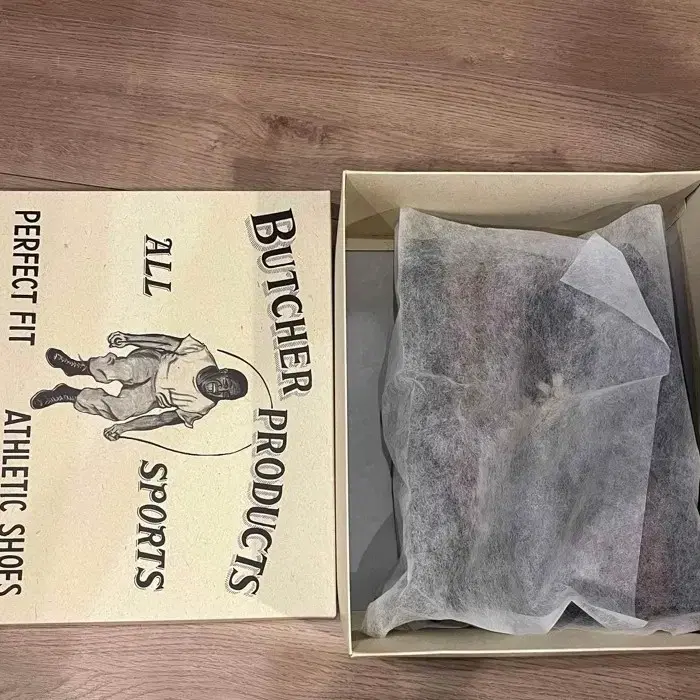 BUTCHER PRODUCTS
ALL SPORTS
PERFECT FIT ATHLETIC SHOES